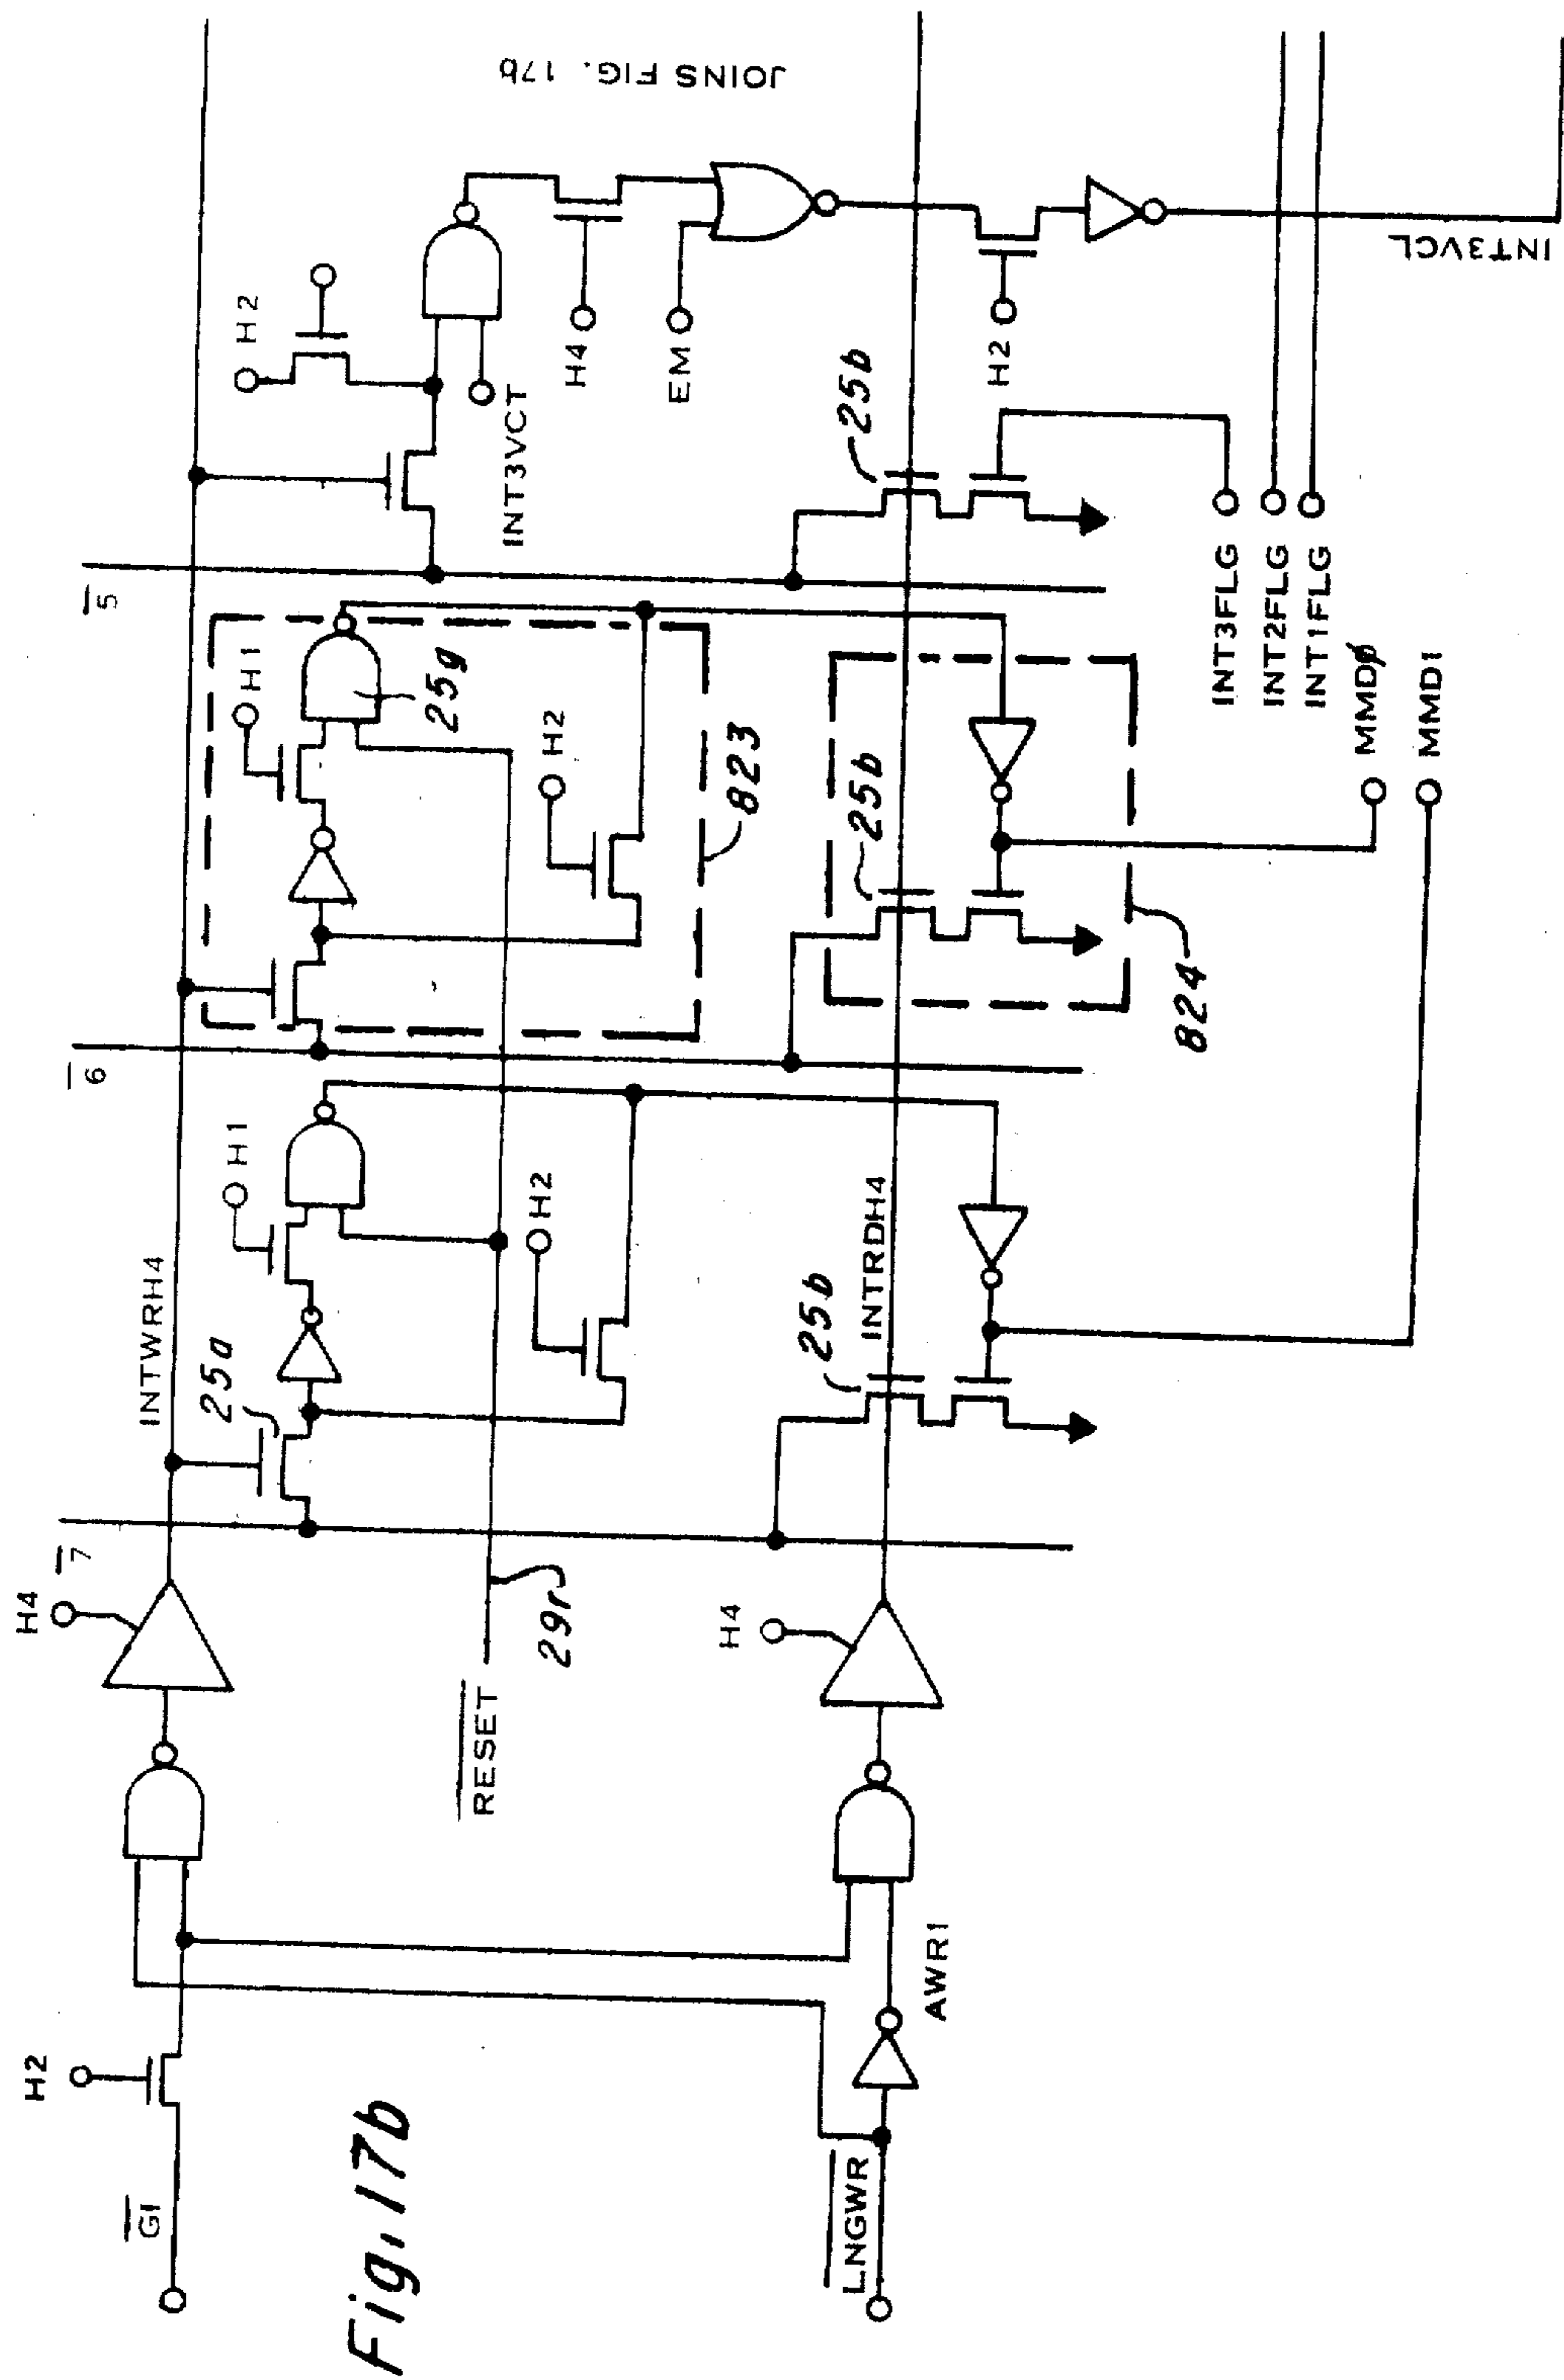 Fig. 17b
JOINS FIG. 17b
G1
H2
LNGWR
AWR1
H4
H4
RESET
29r
7
6
5
INTWRH4
25a
H1
H2
25b
INTRDH4
H1
25g
H2
823
25b
824
H2
INT3VCT
H4
EM
25b
H2
INT3VCL
INT3FLG
INT2FLG
INT1FLG
MMDØ
MMD1